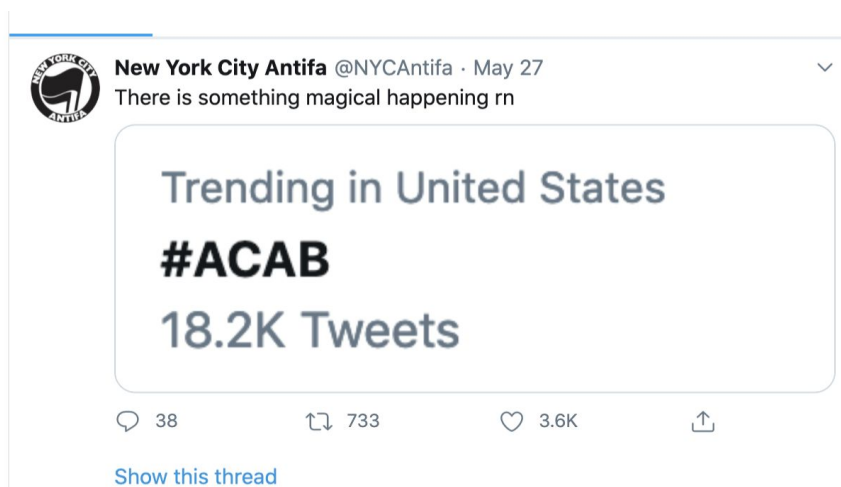 NEW YORK CITY
ANTIFA
New York City Antifa @NYCAntifa · May 27
There is something magical happening rn
Trending in United States
#ACAB
18.2K Tweets
38 733 3.6K
Show this thread